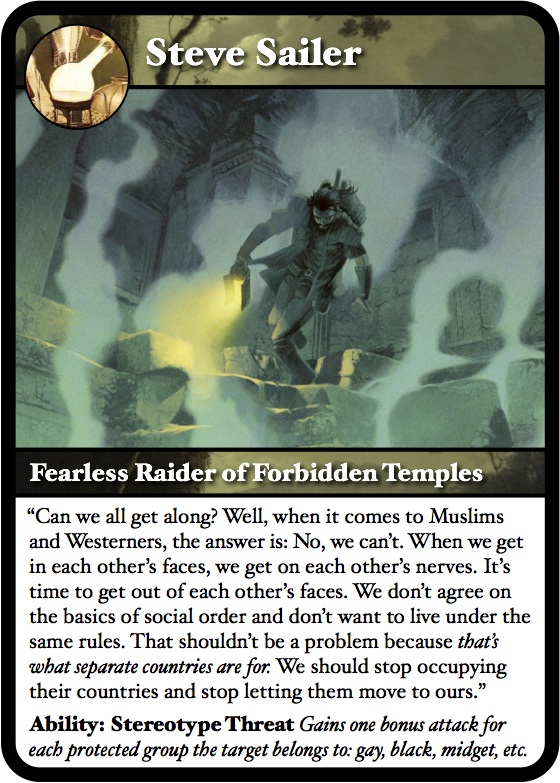 Steve Sailer
Fearless Raider of Forbidden Temples
“Can we all get along? Well, when it comes to Muslims
and Westerners, the answer is: No, we can’t. When we get
in each other’s faces, we get on each other’s nerves. It’s
time to get out of each other’s faces. We don’t agree on
the basics of social order and don’t want to live under the
same rules. That shouldn’t be a problem because that’s
what separate countries are for. We should stop occupying
their countries and stop letting them move to ours.”
Ability: Stereotype Threat Gains one bonus attack for
each protected group the target belongs to: gay, black, midget, etc.